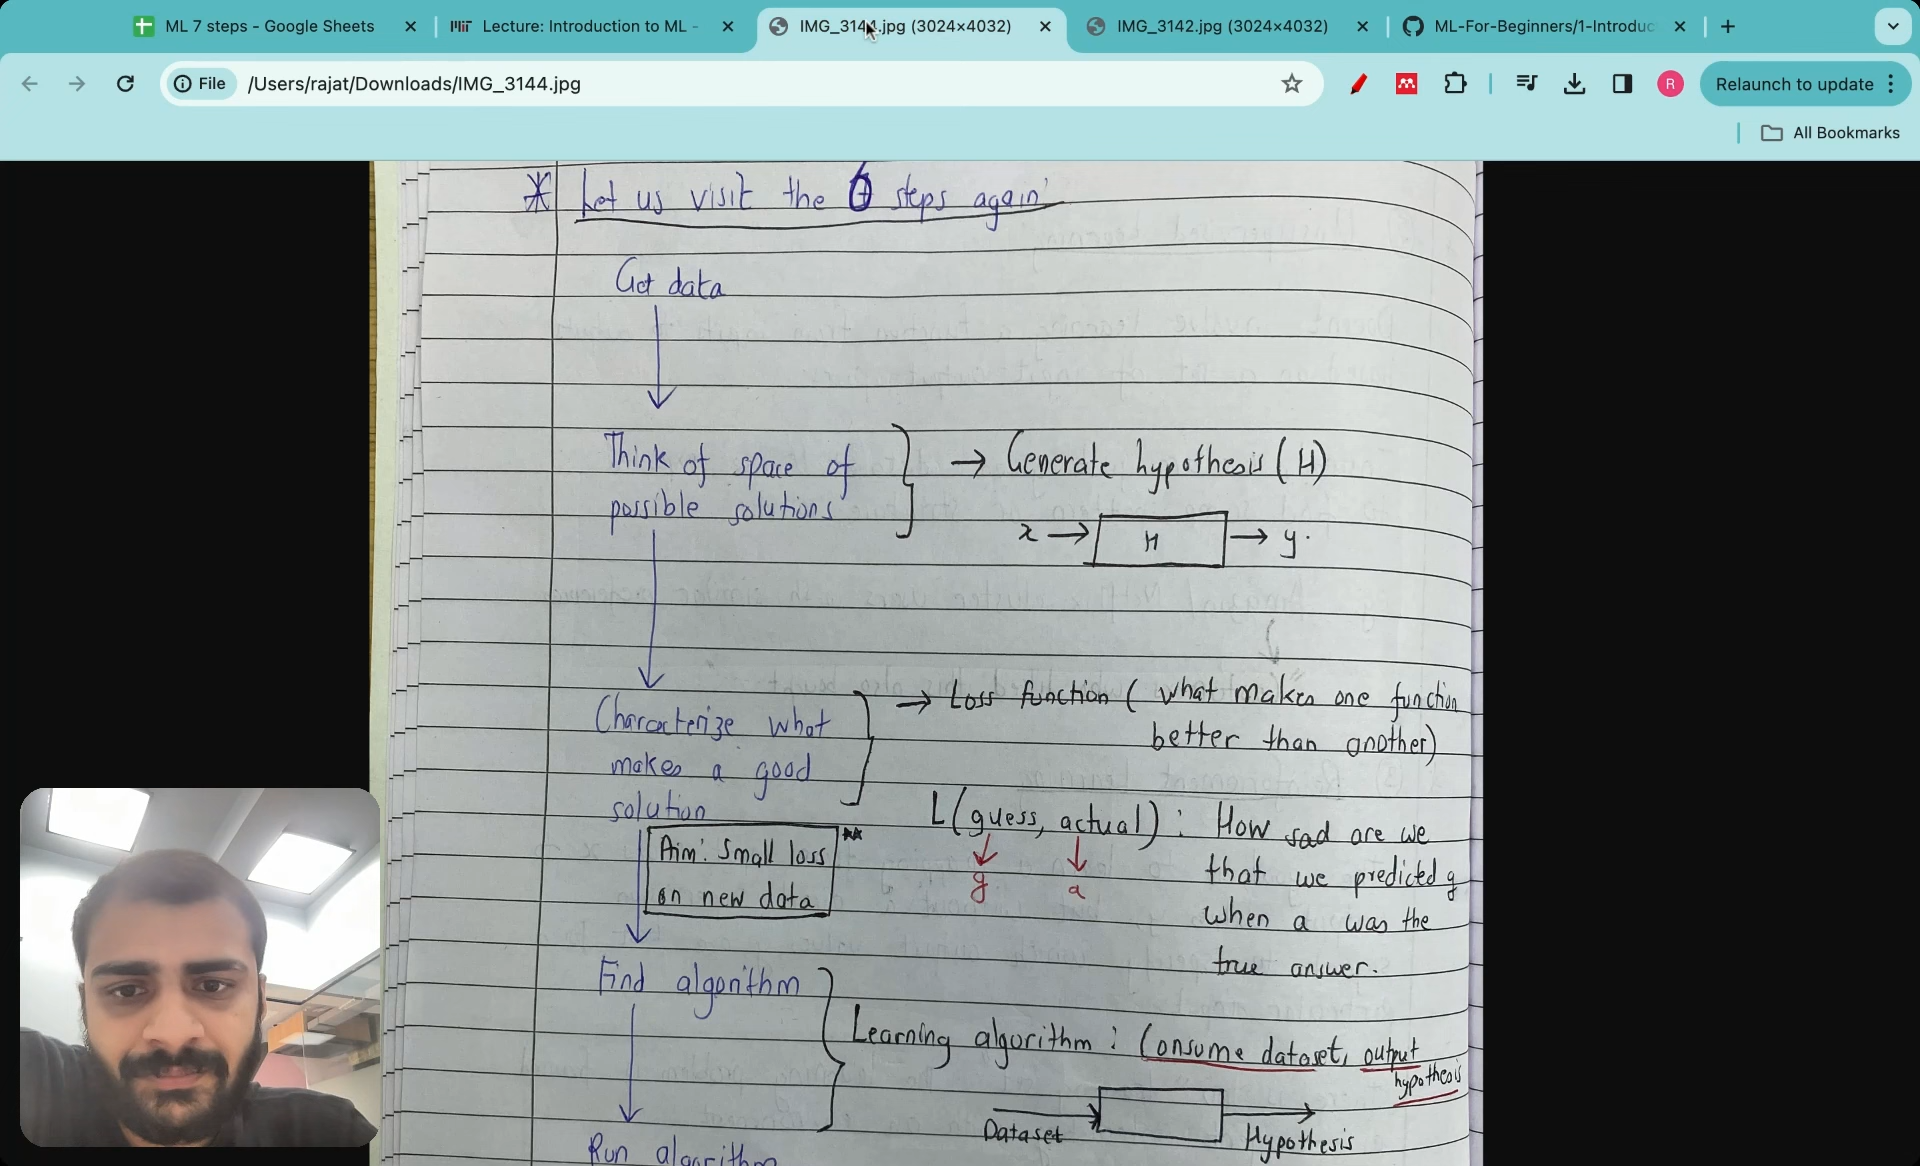 ML 7 steps - Google Sheets
Lecture: Introduction to ML -
IMG_3144.jpg (3024×4032)
IMG_3142.jpg (3024×4032)
ML-For-Beginners/1-Introduc
File
/Users/rajat/Downloads/IMG_3144.jpg
R
Relaunch to update
All Bookmarks
Let us visit the 6 steps again
Get data
Think of space of
possible solutions
→ Generate hypothesis (H)
x → H → y.
Characterize what
makes a good
solution
→ Loss function ( what makes one function
better than another)
Aim: Small loss
on new data
L(guess, actual) : How sad are we
g a
that we predicted g
when a was the
true answer.
Find algorithm
Learning algorithm : Consume dataset, output
hypothesis
Dataset
Hypothesis
Run algorithm